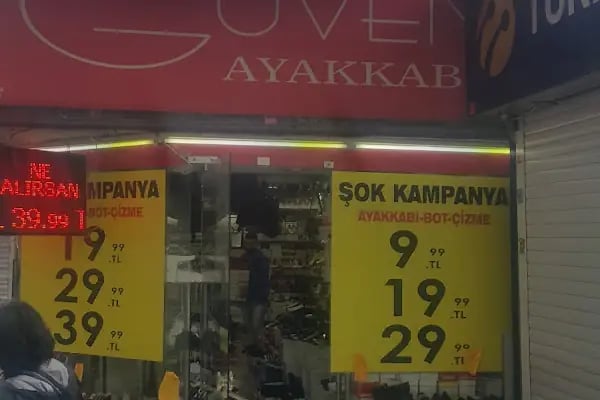 GÜVEN
AYAKKAB
NE
ALIRSAN
39.99 T
MPANYA
-BOT-ÇİZME
19.99 TL
29.99 TL
39.99 TL
ŞOK KAMPANYA
AYAKKABI-BOT-ÇİZME
9.99 TL
19.99 TL
29.99 TL